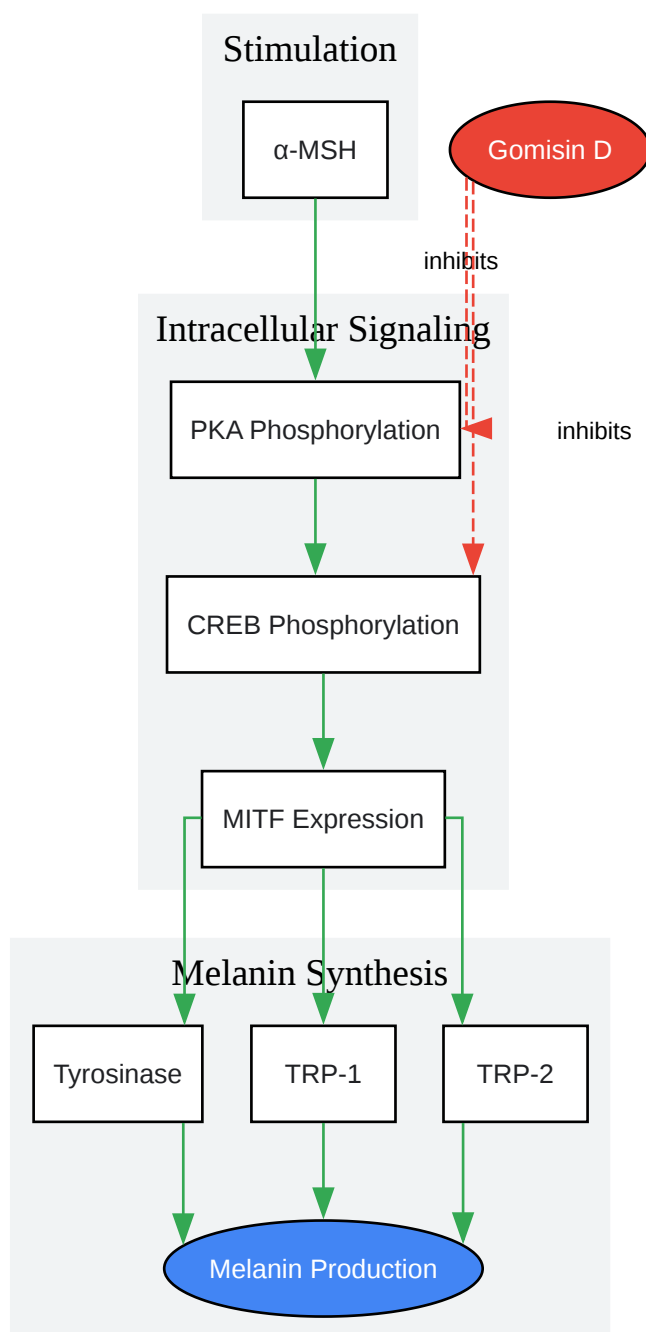 Stimulation
α-MSH
Gomisin D
inhibits
Intracellular Signaling
PKA Phosphorylation
inhibits
CREB Phosphorylation
MITF Expression
Melanin Synthesis
Tyrosinase
TRP-1
TRP-2
Melanin Production